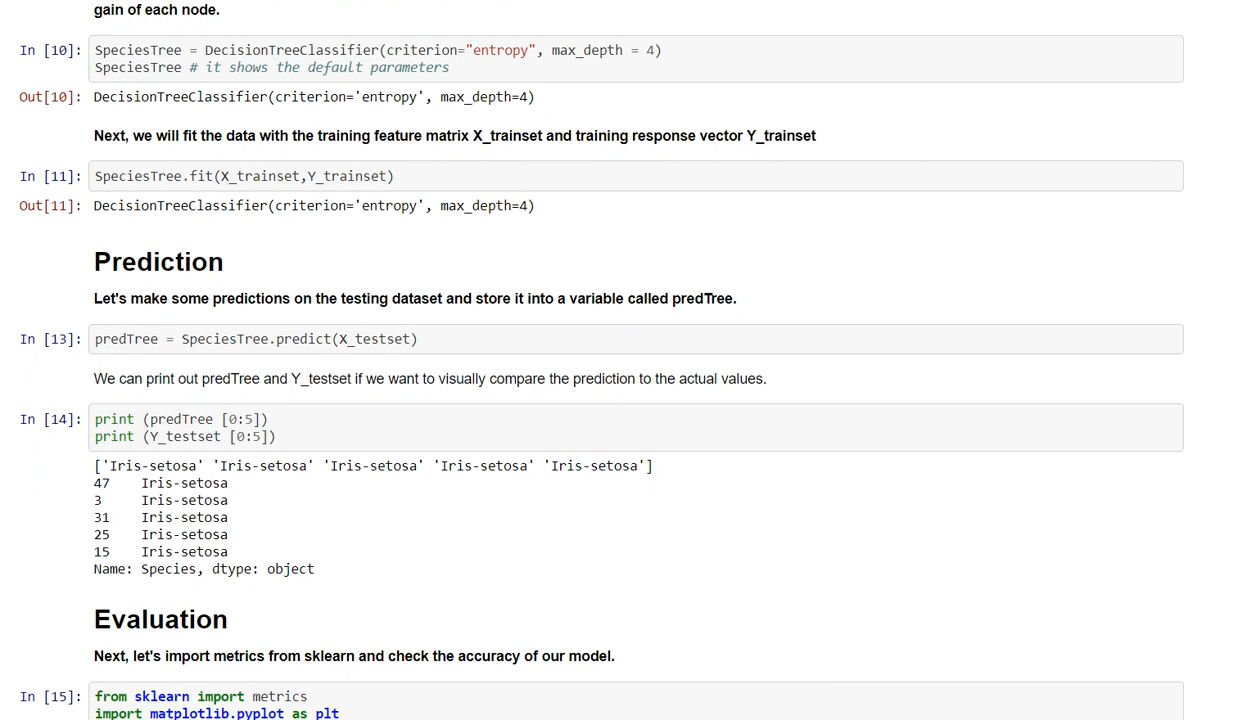 gain of each node.
In [10]: SpeciesTree = DecisionTreeClassifier(criterion="entropy", max_depth = 4)
SpeciesTree # it shows the default parameters
Out[10]: DecisionTreeClassifier(criterion='entropy', max_depth=4)
Next, we will fit the data with the training feature matrix X_trainset and training response vector Y_trainset
In [11]: SpeciesTree.fit(X_trainset,Y_trainset)
Out[11]: DecisionTreeClassifier(criterion='entropy', max_depth=4)
Prediction
Let's make some predictions on the testing dataset and store it into a variable called predTree.
In [13]: predTree = SpeciesTree.predict(X_testset)
We can print out predTree and Y_testset if we want to visually compare the prediction to the actual values.
In [14]: print (predTree [0:5])
print (Y_testset [0:5])
['Iris-setosa' 'Iris-setosa' 'Iris-setosa' 'Iris-setosa' 'Iris-setosa']
47    Iris-setosa
3     Iris-setosa
31    Iris-setosa
25    Iris-setosa
15    Iris-setosa
Name: Species, dtype: object
Evaluation
Next, let's import metrics from sklearn and check the accuracy of our model.
In [15]: from sklearn import metrics
import matplotlib.pyplot as plt